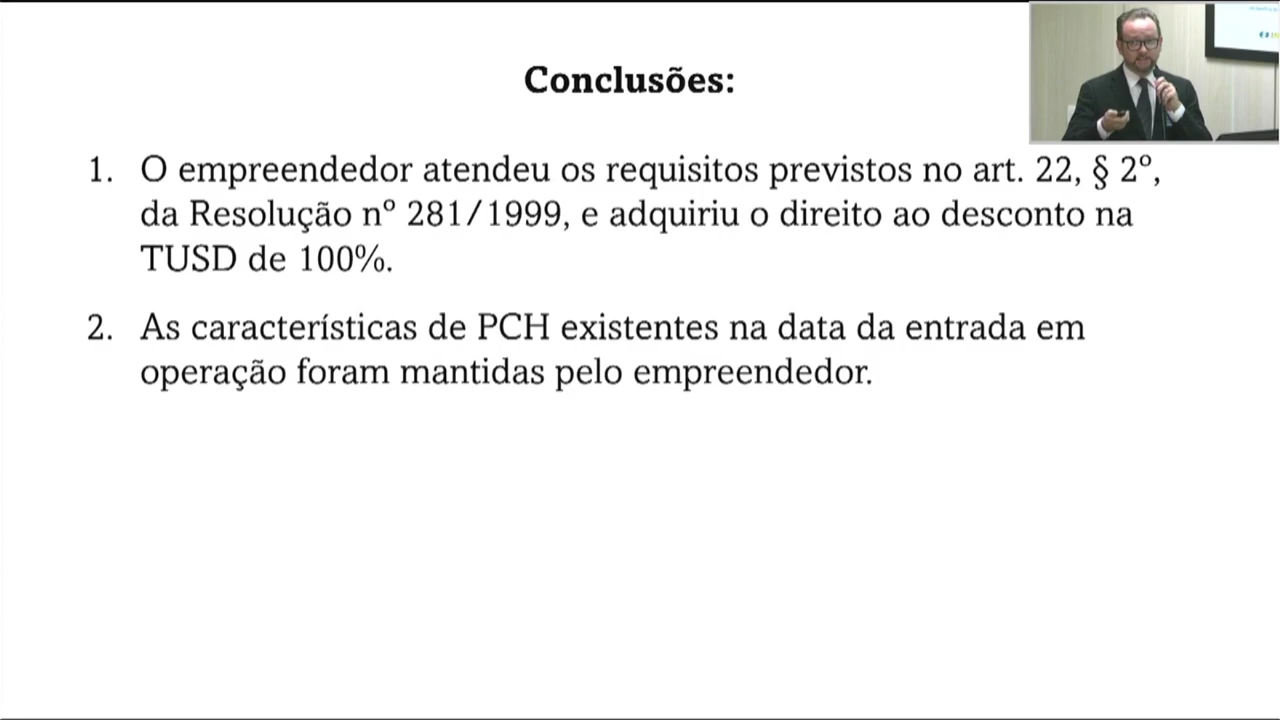 Conclusões:
1. O empreendedor atendeu os requisitos previstos no art. 22, § 2º,
da Resolução nº 281/1999, e adquiriu o direito ao desconto na
TUSD de 100%.
2. As características de PCH existentes na data da entrada em
operação foram mantidas pelo empreendedor.